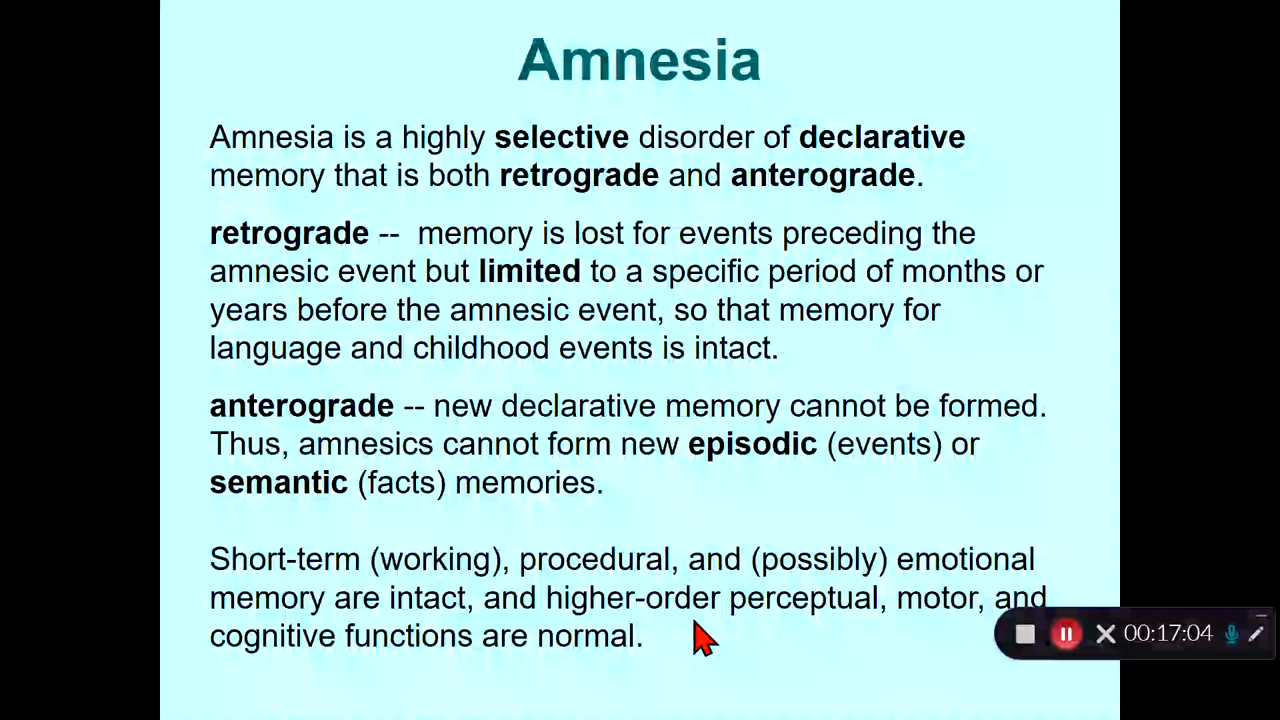 Amnesia
Amnesia is a highly selective disorder of declarative
memory that is both retrograde and anterograde.
retrograde -- memory is lost for events preceding the
amnesic event but limited to a specific period of months or
years before the amnesic event, so that memory for
language and childhood events is intact.
anterograde -- new declarative memory cannot be formed.
Thus, amnesics cannot form new episodic (events) or
semantic (facts) memories.
Short-term (working), procedural, and (possibly) emotional
memory are intact, and higher-order perceptual, motor, and
cognitive functions are normal.
00:17:04